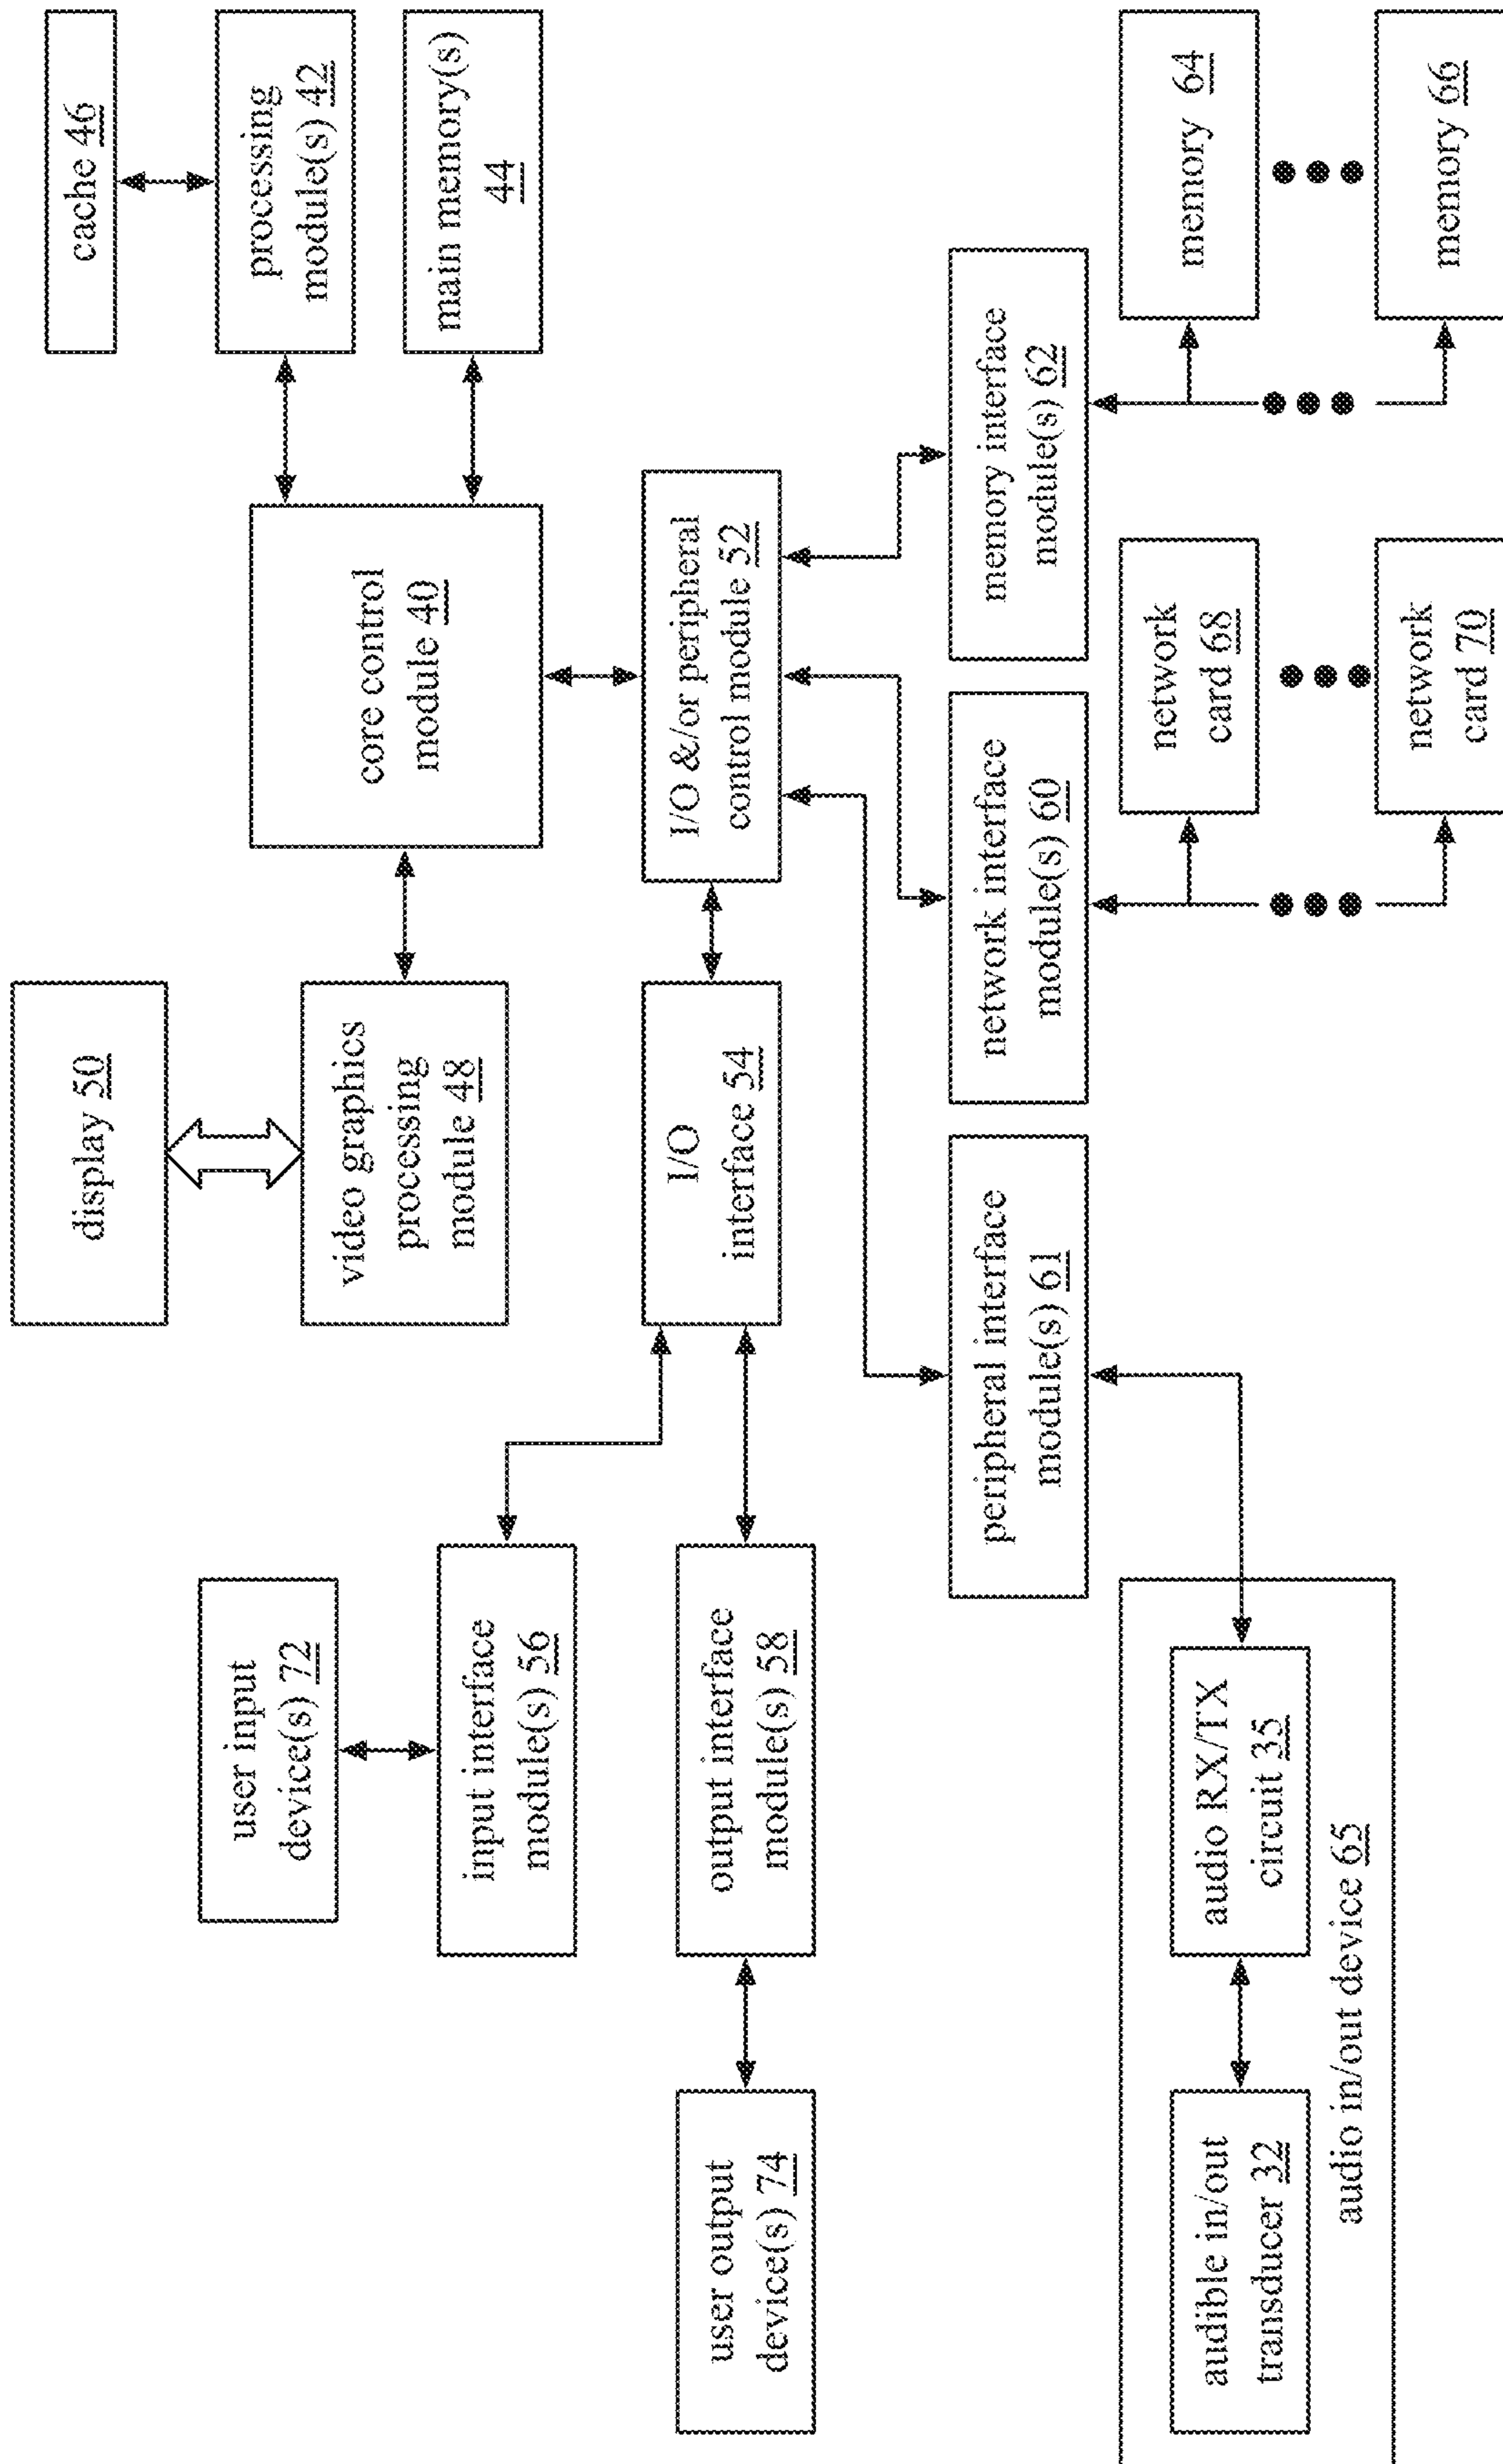 display 50
cache 46
user input
device(s) 72
video graphics
processing
module 48
core control
module 40
processing
module(s) 42
main memory(s)
44
input interface
module(s) 56
user output
device(s) 74
output interface
module(s) 58
I/O
interface 54
I/O &/or peripheral
control module 52
peripheral interface
module(s) 61
network interface
module(s) 60
memory interface
module(s) 62
audible in/out
transducer 32
audio RX/TX
circuit 35
audio in/out device 65
network
card 68
memory 64
network
card 70
memory 66